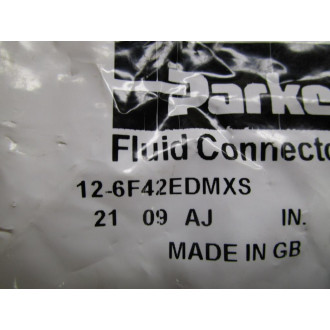 Parke
Fluid Connecto
12-6F42EDMXS
21 09 AJ IN.
MADE IN GB